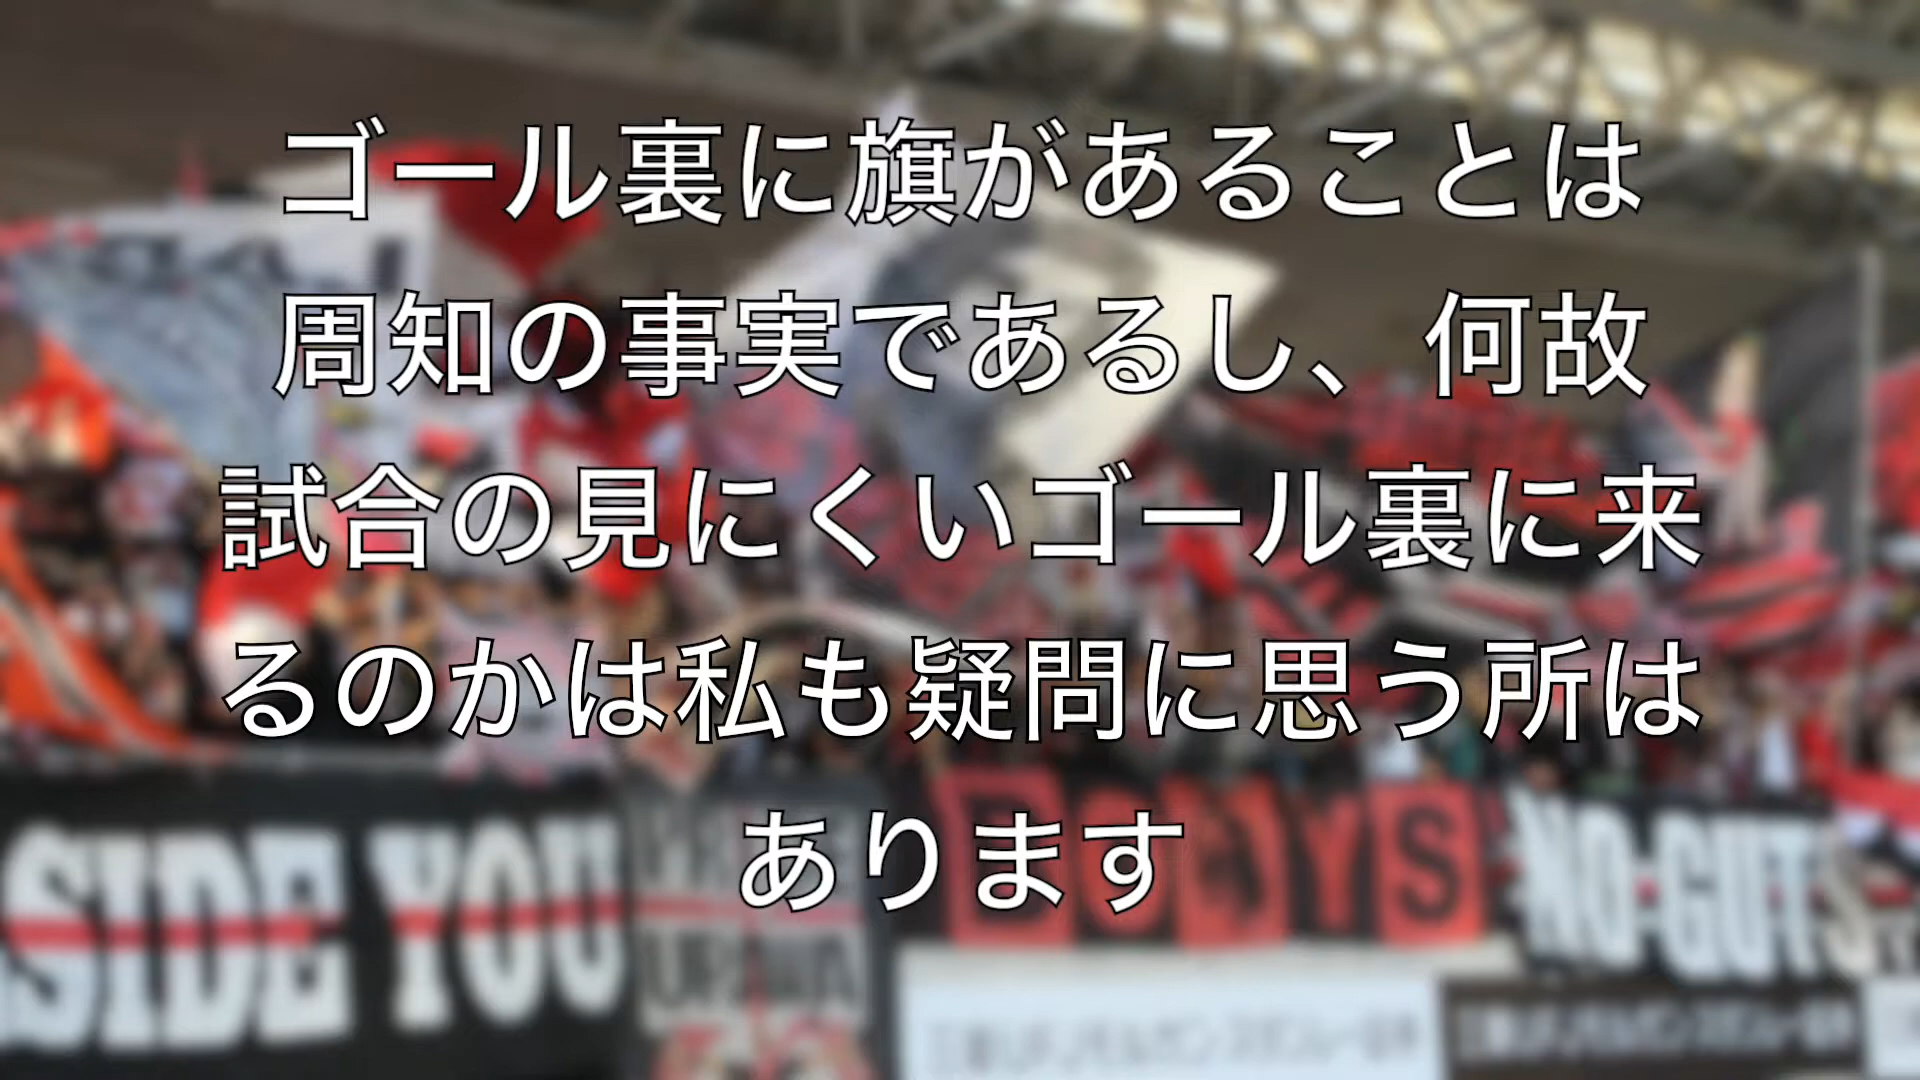 ゴール裏に旗があることは
周知の事実であるし、何故
試合の見にくいゴール裏に来
るのかは私も疑問に思う所は
あります
SIDE YOU
BOYS
NO GUTS